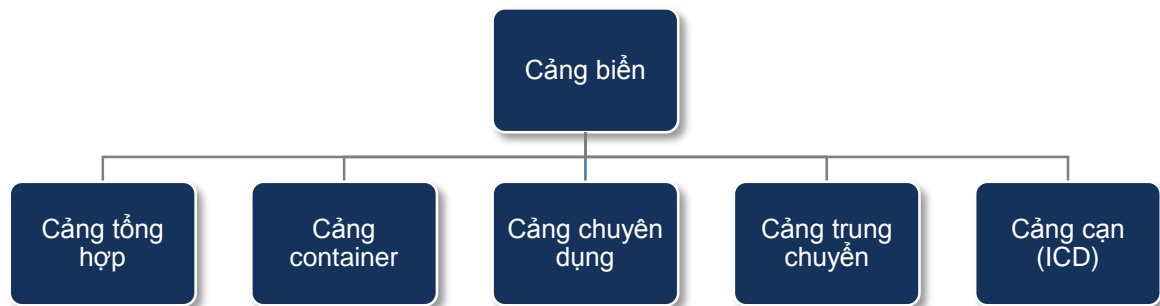 Cảng biển
Cảng tổng
hợp
Cảng
container
Cảng chuyên
dụng
Cảng trung
chuyển
Cảng cạn
(ICD)